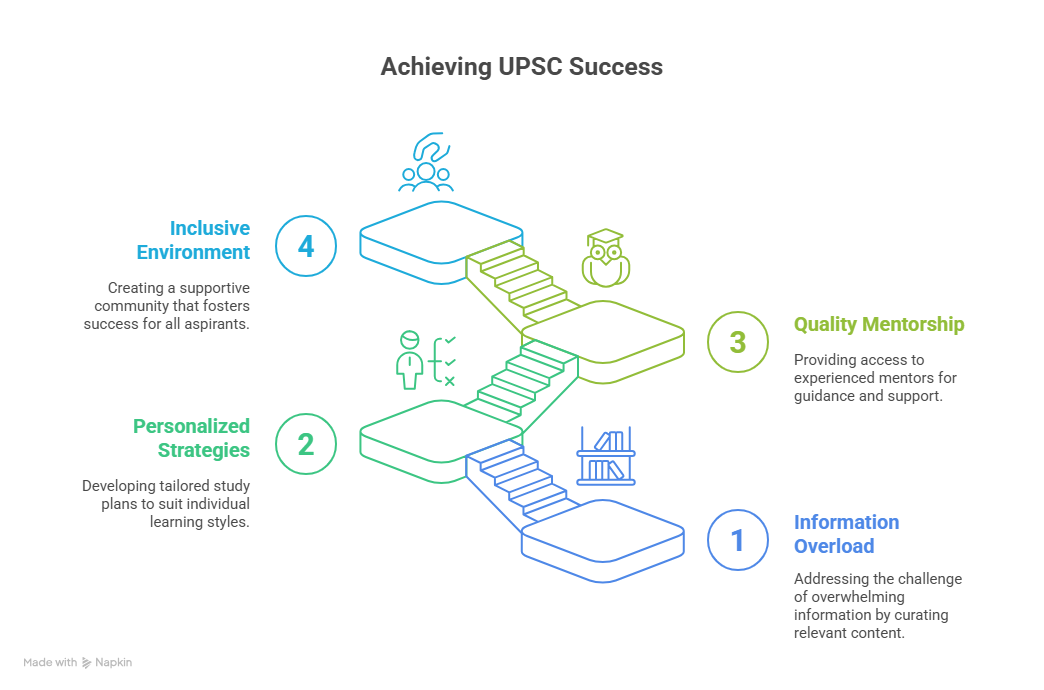 Achieving UPSC Success
Inclusive
Environment
4
Creating a supportive
community that fosters
success for all aspirants.
3
Quality Mentorship
Providing access to
experienced mentors for
guidance and support.
Personalized
Strategies
2
Developing tailored study
plans to suit individual
learning styles.
1
Information
Overload
Addressing the challenge
of overwhelming
information by curating
relevant content.
Made with Napkin